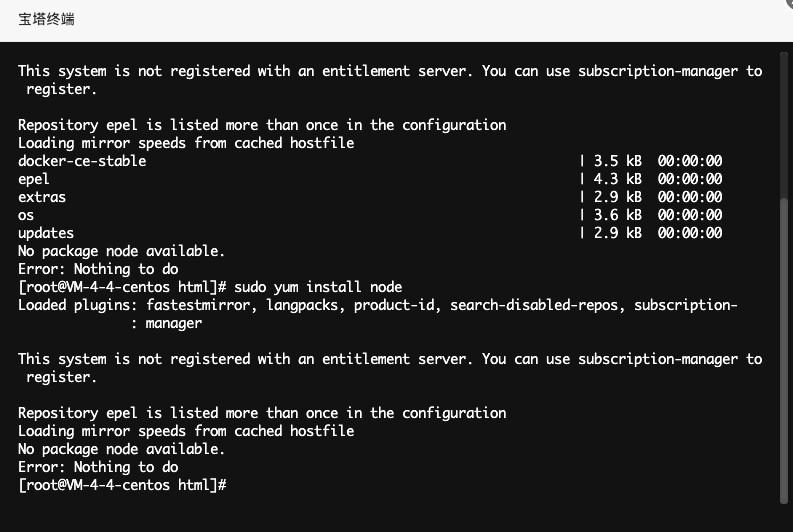 宝塔终端
This system is not registered with an entitlement server. You can use subscription-manager to
 register.
Repository epel is listed more than once in the configuration
Loading mirror speeds from cached hostfile
docker-ce-stable | 3.5 kB 00:00:00
epel | 4.3 kB 00:00:00
extras | 2.9 kB 00:00:00
os | 3.6 kB 00:00:00
updates | 2.9 kB 00:00:00
No package node available.
Error: Nothing to do
[root@VM-4-4-centos html]# sudo yum install node
Loaded plugins: fastestmirror, langpacks, product-id, search-disabled-repos, subscription-
 : manager
This system is not registered with an entitlement server. You can use subscription-manager to
 register.
Repository epel is listed more than once in the configuration
Loading mirror speeds from cached hostfile
No package node available.
Error: Nothing to do
[root@VM-4-4-centos html]#